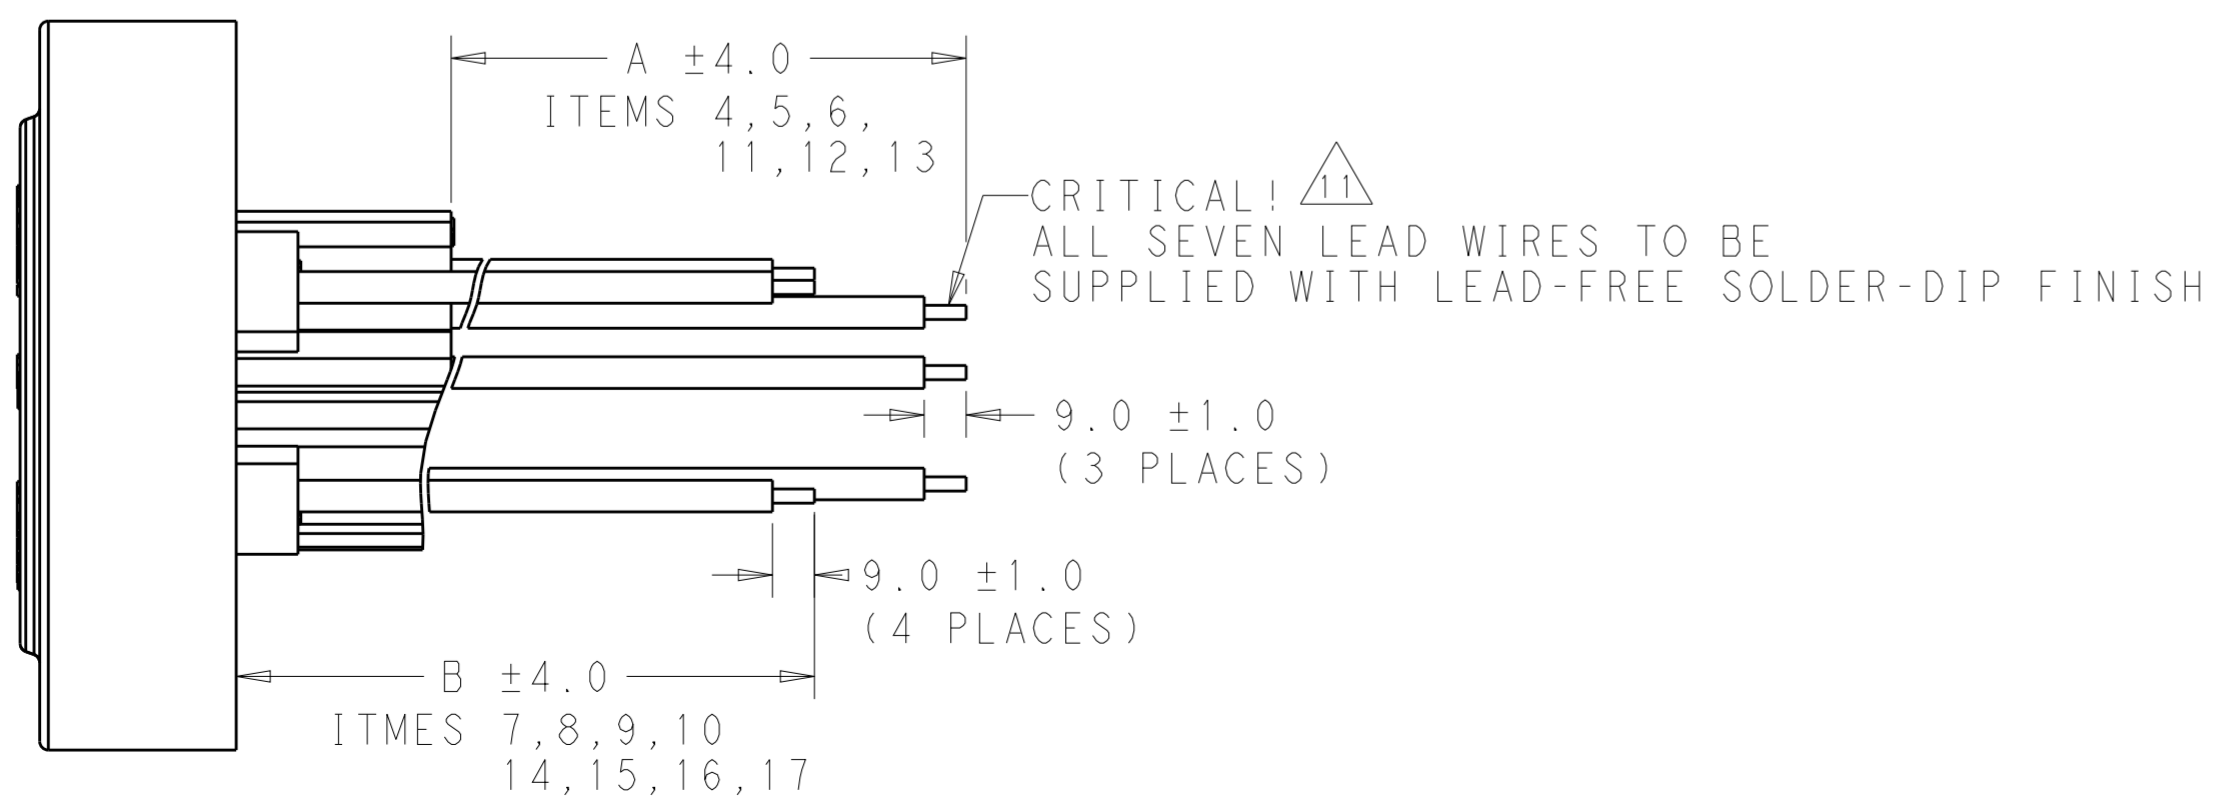 A ±4.0
ITEMS 4,5,6,
11,12,13
CRITICAL! 11
ALL SEVEN LEAD WIRES TO BE
SUPPLIED WITH LEAD-FREE SOLDER-DIP FINISH
9.0 ±1.0
(3 PLACES)
9.0 ±1.0
(4 PLACES)
B ±4.0
ITMES 7,8,9,10
14,15,16,17